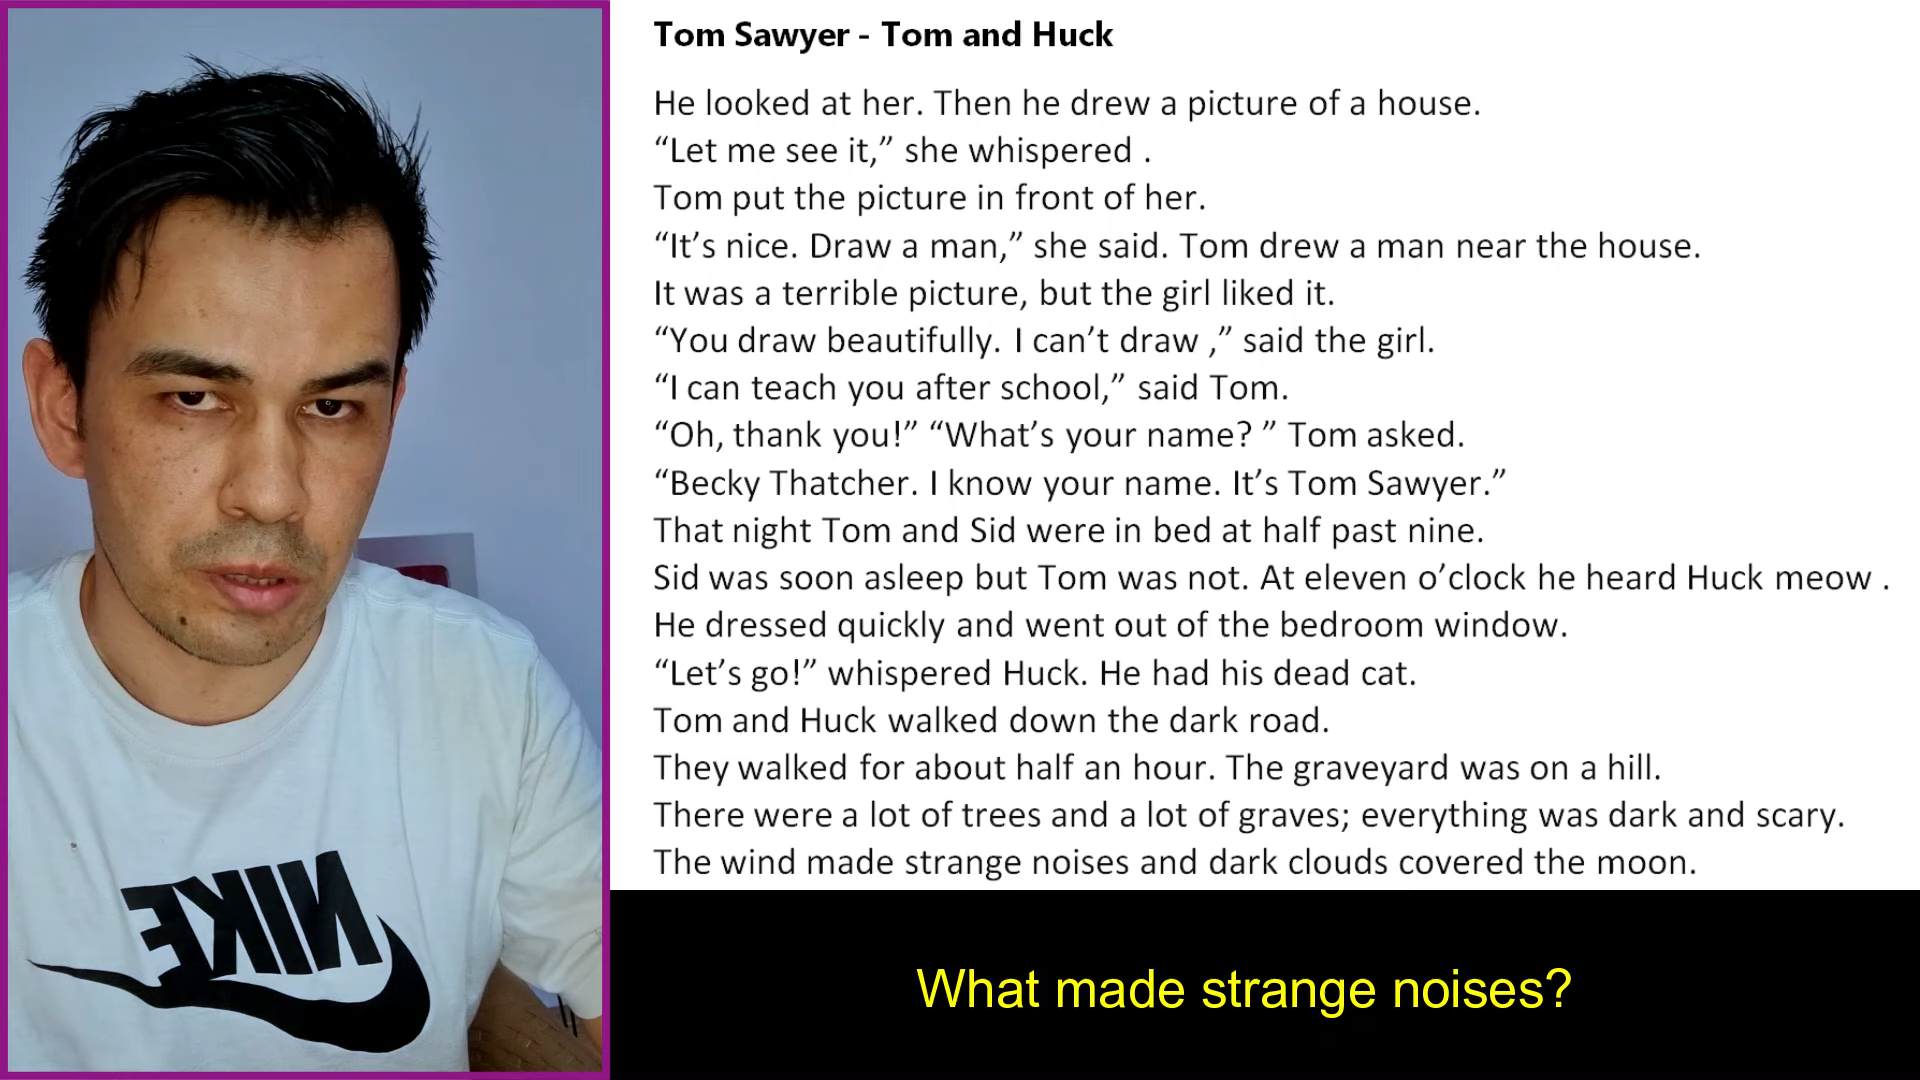 Tom Sawyer - Tom and Huck
He looked at her. Then he drew a picture of a house.
“Let me see it,” she whispered .
Tom put the picture in front of her.
“It’s nice. Draw a man,” she said. Tom drew a man near the house.
It was a terrible picture, but the girl liked it.
“You draw beautifully. I can’t draw ,” said the girl.
“I can teach you after school,” said Tom.
“Oh, thank you!” “What’s your name? ” Tom asked.
“Becky Thatcher. I know your name. It’s Tom Sawyer.”
That night Tom and Sid were in bed at half past nine.
Sid was soon asleep but Tom was not. At eleven o’clock he heard Huck meow .
He dressed quickly and went out of the bedroom window.
“Let’s go!” whispered Huck. He had his dead cat.
Tom and Huck walked down the dark road.
They walked for about half an hour. The graveyard was on a hill.
There were a lot of trees and a lot of graves; everything was dark and scary.
The wind made strange noises and dark clouds covered the moon.
What made strange noises?
NIKE